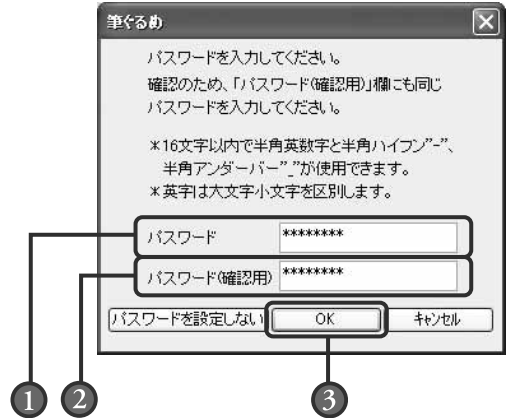 筆ぐるめ
パスワードを入力してください。
確認のため、「パスワード(確認用)」欄にも同じ
パスワードを入力してください。
*16文字以内で半角英数字と半角ハイフン"-"、
半角アンダーバー"_"が使用できます。
*英字は大文字小文字を区別します。
パスワード ********
パスワード(確認用) ********
パスワードを設定しない OK キャンセル
1 2 3